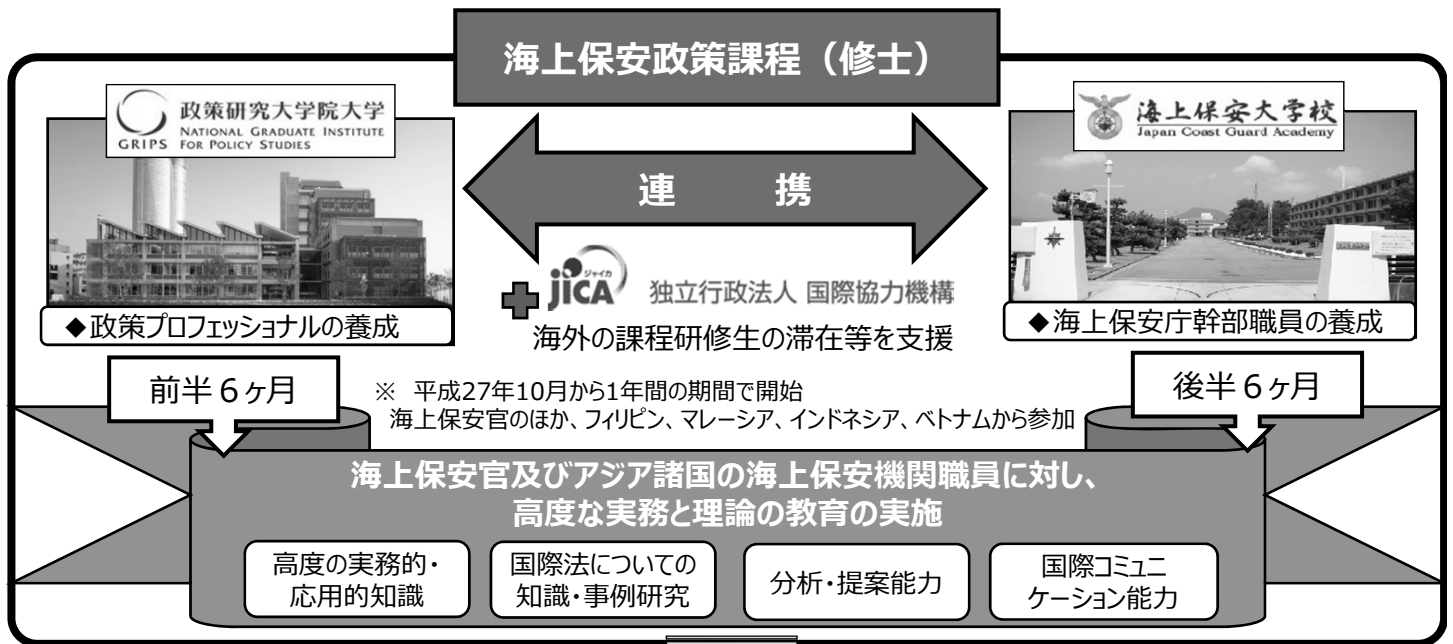 海上保安政策課程（修士）
GRIPS
政策研究大学院大学
NATIONAL GRADUATE INSTITUTE
FOR POLICY STUDIES
海上保安大学校
Japan Coast Guard Academy
連　携
ジャイカ
jICA
独立行政法人 国際協力機構
海外の課程研修生の滞在等を支援
◆政策プロフェッショナルの養成
◆海上保安庁幹部職員の養成
前半６ヶ月
後半６ヶ月
※　平成27年10月から1年間の期間で開始
海上保安官のほか、フィリピン、マレーシア、インドネシア、ベトナムから参加
海上保安官及びアジア諸国の海上保安機関職員に対し、
高度な実務と理論の教育の実施
高度の実務的・
応用的知識
国際法についての
知識・事例研究
分析・提案能力
国際コミュニ
ケーション能力